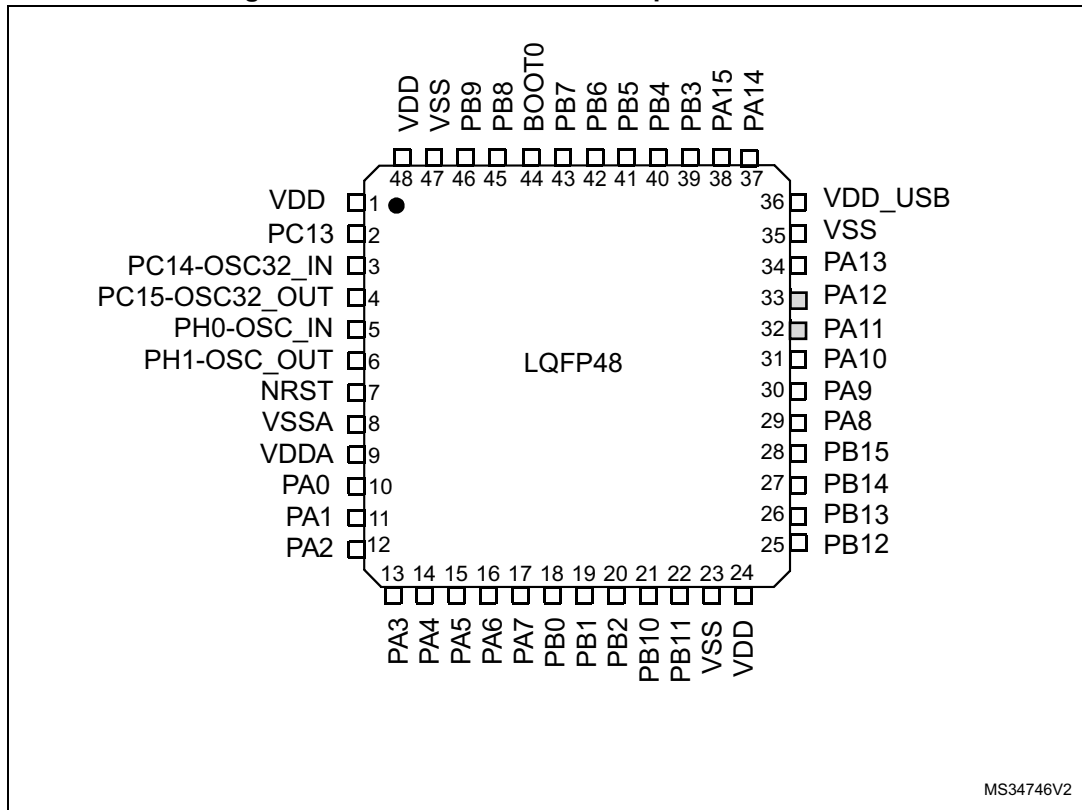 VDD
VSS
PB9
PB8
BOOT0
PB7
PB6
PB5
PB4
PB3
PA15
PA14
48 47 46 45 44 43 42 41 40 39 38 37
VDD 1
PC13 2
PC14-OSC32_IN 3
PC15-OSC32_OUT 4
PH0-OSC_IN 5
PH1-OSC_OUT 6
NRST 7
VSSA 8
VDDA 9
PA0 10
PA1 11
PA2 12
LQFP48
36 VDD_USB
35 VSS
34 PA13
33 PA12
32 PA11
31 PA10
30 PA9
29 PA8
28 PB15
27 PB14
26 PB13
25 PB12
13 14 15 16 17 18 19 20 21 22 23 24
PA3
PA4
PA5
PA6
PA7
PB0
PB1
PB2
PB10
PB11
VSS
VDD
MS34746V2